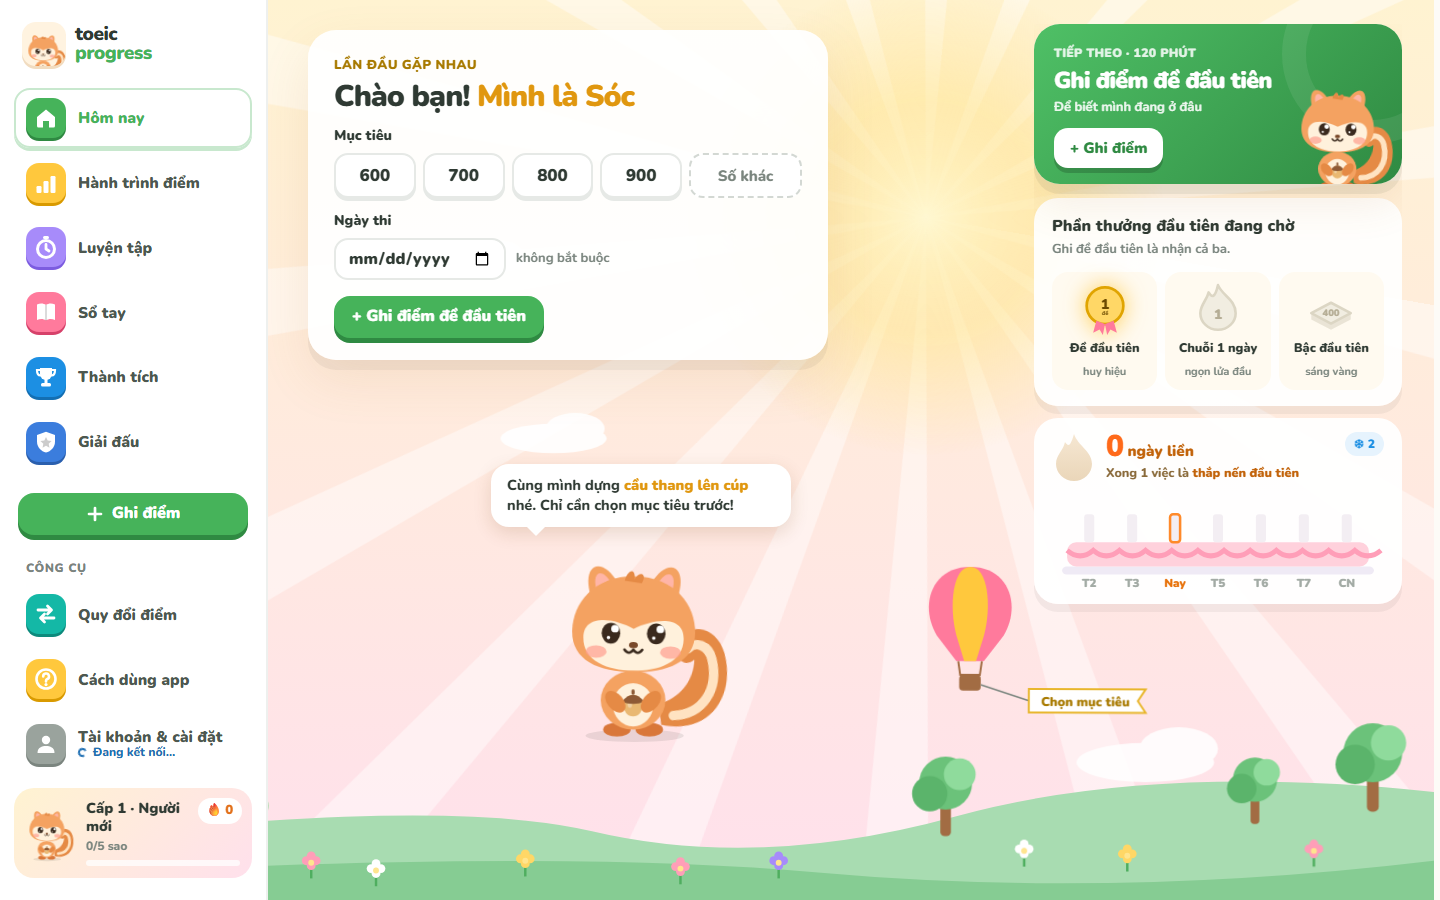 toeic
progress
Hôm nay
Hành trình điểm
Luyện tập
Sổ tay
Thành tích
Giải đấu
+ Ghi điểm
CÔNG CỤ
Quy đổi điểm
Cách dùng app
Tài khoản & cài đặt
Đang kết nối...
Cấp 1 · Người
mới
0
0/5 sao
LẦN ĐẦU GẶP NHAU
Chào bạn! Mình là Sóc
Mục tiêu
600 700 800 900 Số khác
Ngày thi
mm/dd/yyyy không bắt buộc
+ Ghi điểm đề đầu tiên
Cùng mình dựng cầu thang lên cúp
nhé. Chỉ cần chọn mục tiêu trước!
Chọn mục tiêu
TIẾP THEO · 120 PHÚT
Ghi điểm đề đầu tiên
Để biết mình đang ở đâu
+ Ghi điểm
Phần thưởng đầu tiên đang chờ
Ghi đề đầu tiên là nhận cả ba.
1
đề
1
400
Đề đầu tiên Chuỗi 1 ngày Bậc đầu tiên
huy hiệu ngọn lửa đầu sáng vàng
0 ngày liền
2
Xong 1 việc là thắp nến đầu tiên
T2 T3 Nay T5 T6 T7 CN